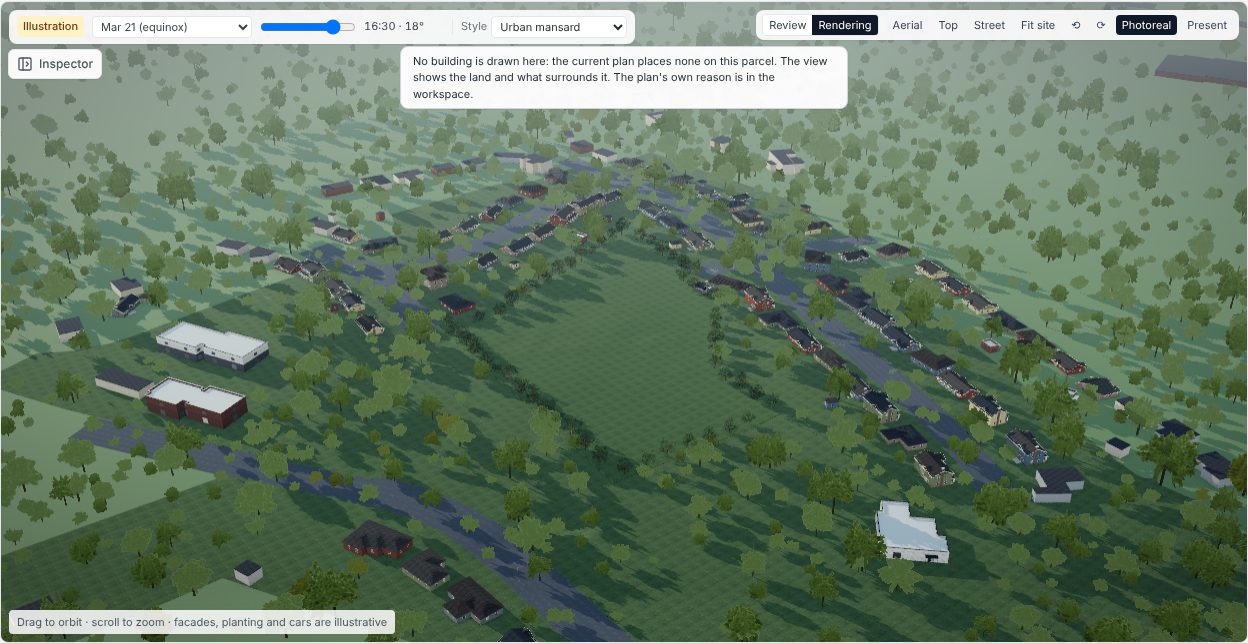 Illustration Mar 21 (equinox) 16:30 · 18° Style Urban mansard Review Rendering Aerial Top Street Fit site ⟲ ⟳ Photoreal Present
Inspector
No building is drawn here: the current plan places none on this parcel. The view
shows the land and what surrounds it. The plan's own reason is in the
workspace.
Drag to orbit · scroll to zoom · facades, planting and cars are illustrative